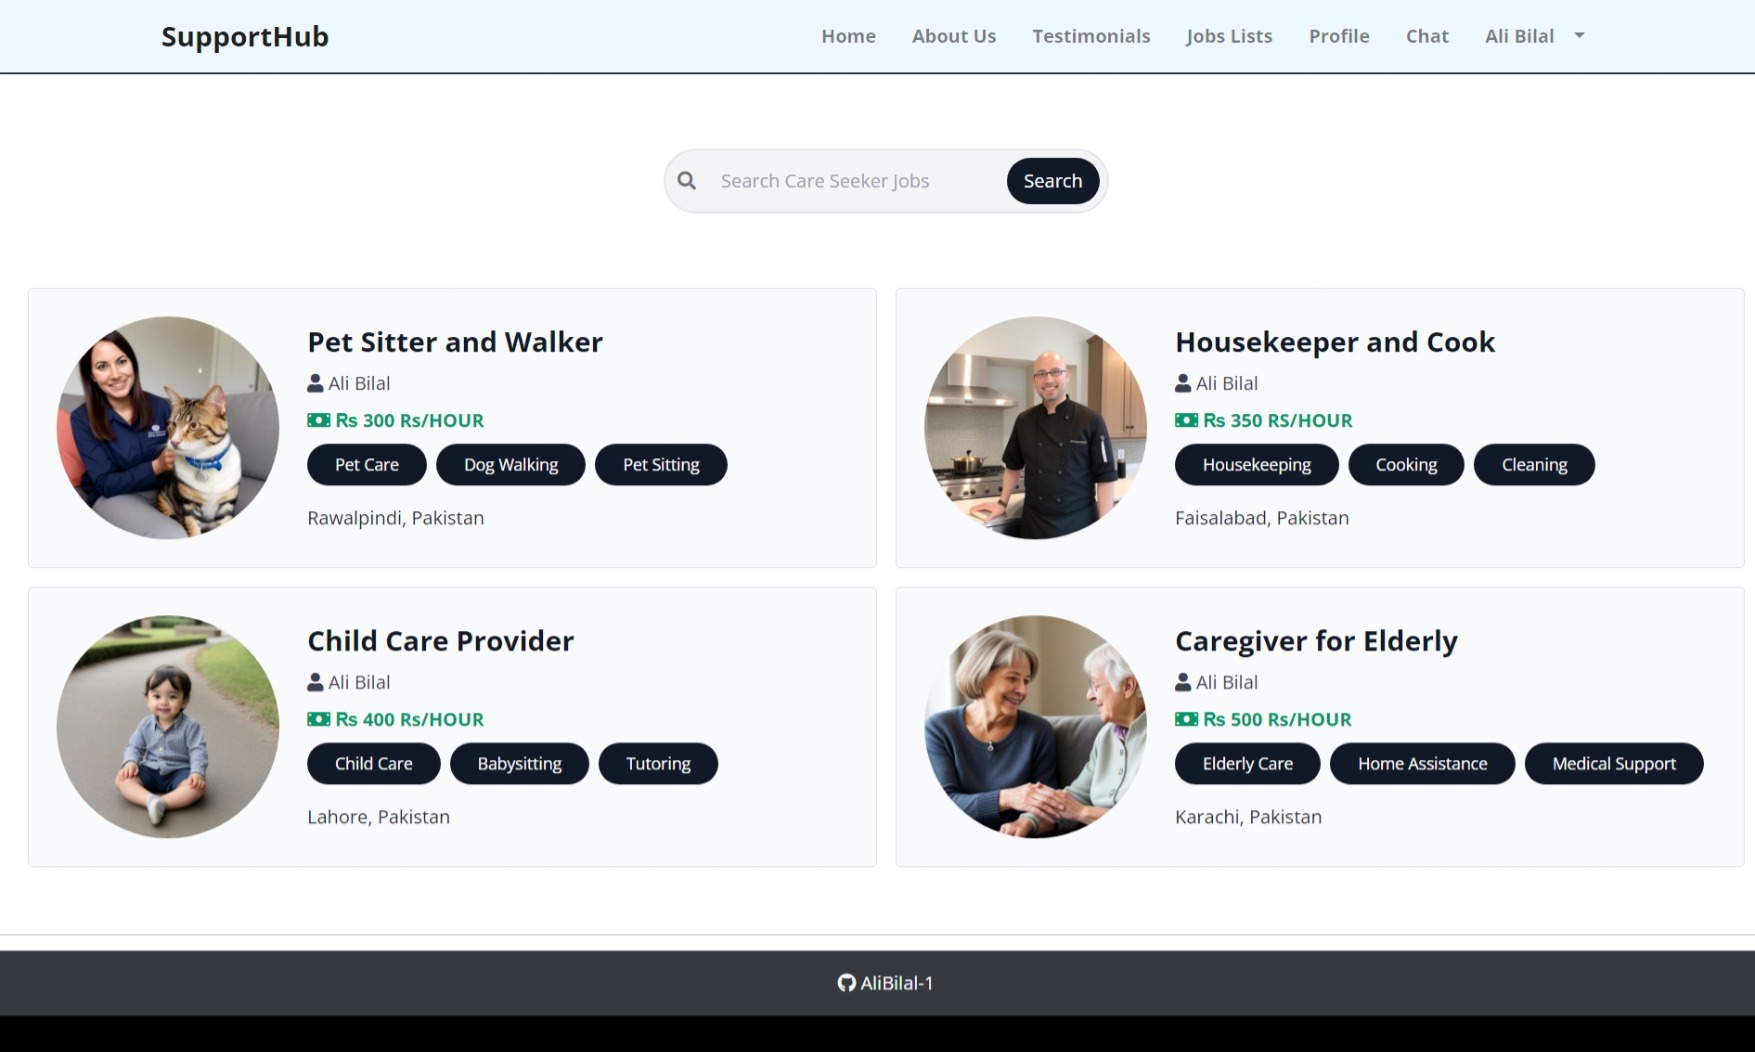 SupportHub
Home About Us Testimonials Jobs Lists Profile Chat Ali Bilal
Search Care Seeker Jobs Search
Pet Sitter and Walker
Ali Bilal
Rs 300 Rs/HOUR
Pet Care Dog Walking Pet Sitting
Rawalpindi, Pakistan
Housekeeper and Cook
Ali Bilal
Rs 350 Rs/HOUR
Housekeeping Cooking Cleaning
Faisalabad, Pakistan
Child Care Provider
Ali Bilal
Rs 400 Rs/HOUR
Child Care Babysitting Tutoring
Lahore, Pakistan
Caregiver for Elderly
Ali Bilal
Rs 500 Rs/HOUR
Elderly Care Home Assistance Medical Support
Karachi, Pakistan
AliBilal-1